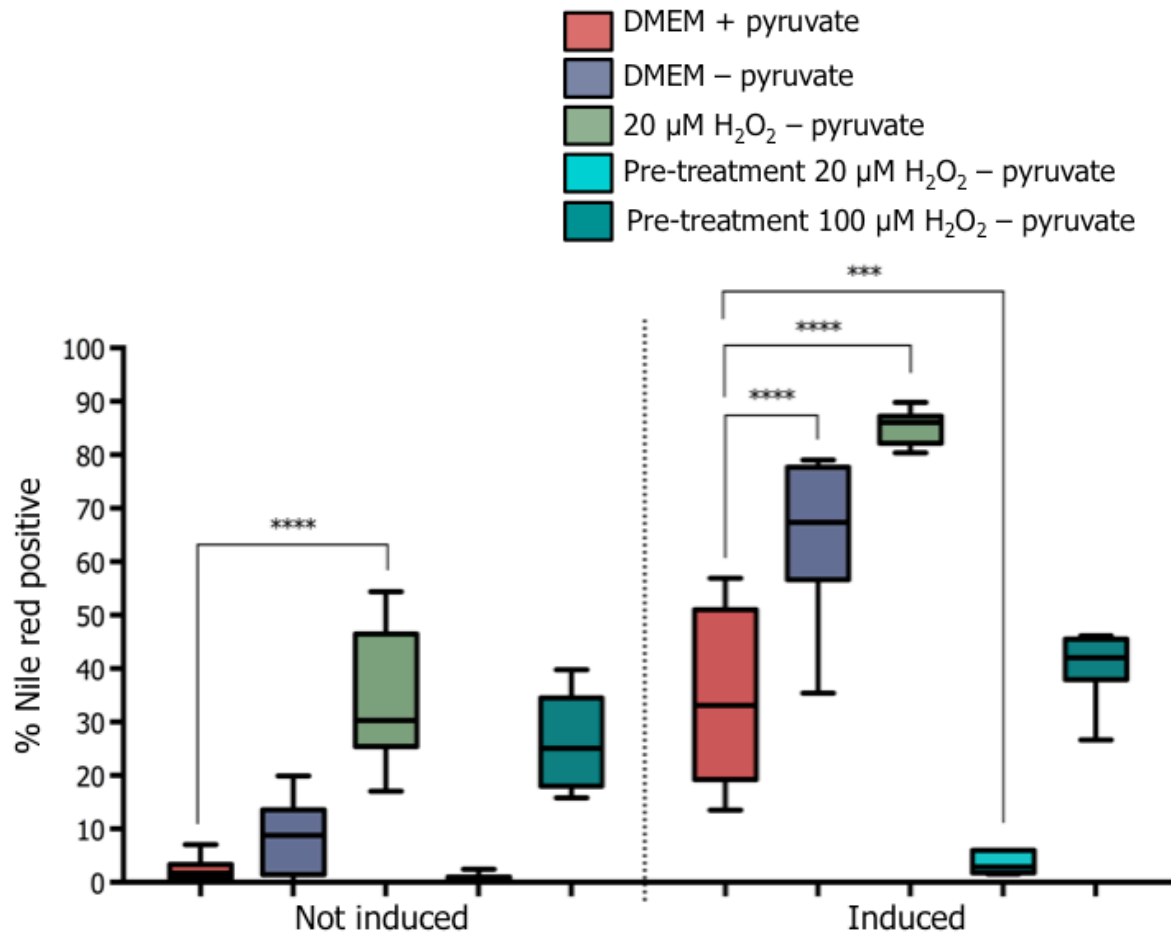 DMEM + pyruvate
DMEM – pyruvate
20 µM H₂O₂ – pyruvate
Pre-treatment 20 µM H₂O₂ – pyruvate
Pre-treatment 100 µM H₂O₂ – pyruvate
***
****
****
****
% Nile red positive
100
90
80
70
60
50
40
30
20
10
0
Not induced
Induced